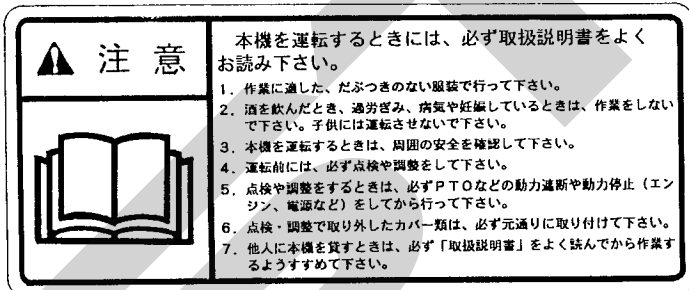 注 意
本機を運転するときには、必ず取扱説明書をよく
お読み下さい。
1．作業に適した、だぶつきのない服装で行って下さい。
2．酒を飲んだとき、過労ぎみ、病気や妊娠しているときは、作業をしない
で下さい。子供には運転させないで下さい。
3．本機を運転するときは、周囲の安全を確認して下さい。
4．運転前には、必ず点検や調整をして下さい。
5．点検や調整をするときは、必ずPTOなどの動力遮断や動力停止（エン
ジン、電源など）をしてから行って下さい。
6．点検・調整で取り外したカバー類は、必ず元通りに取り付けて下さい。
7．他人に本機を貸すときは、必ず「取扱説明書」をよく読んでから作業す
るようすすめて下さい。